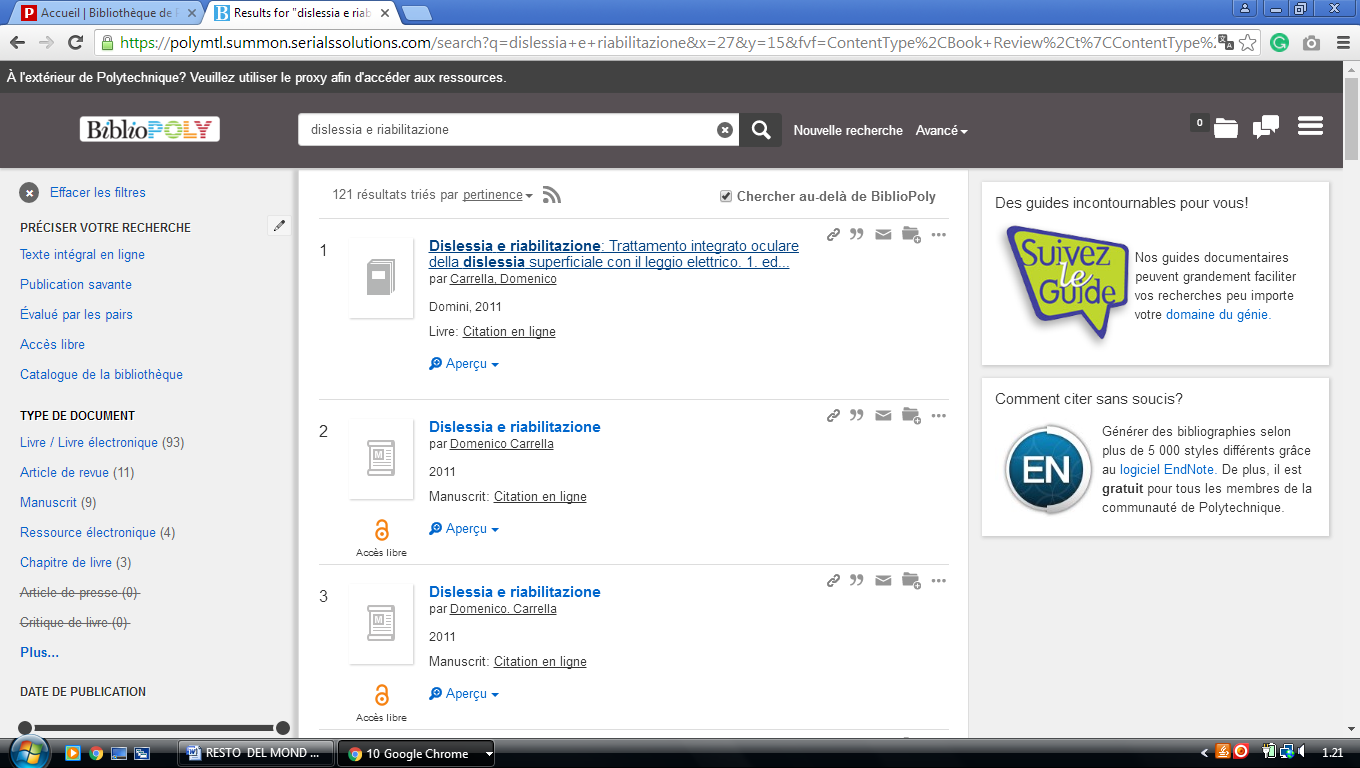 Accueil | Bibliothèque de
Results for "dislessia e riab
https://polymtl.summon.serialssolutions.com/search?q=dislessia+e+riabilitazione&x=27&y=15&fvf=ContentType%2CBook+Review%2Ct%7CContentType%
À l'extérieur de Polytechnique? Veuillez utiliser le proxy afin d'accéder aux ressources.
BiblioPOLY
dislessia e riabilitazione
Nouvelle recherche
Avancé
0
Effacer les filtres
PRÉCISER VOTRE RECHERCHE
Texte intégral en ligne
Publication savante
Évalué par les pairs
Accès libre
Catalogue de la bibliothèque
TYPE DE DOCUMENT
Livre / Livre électronique (93)
Article de revue (11)
Manuscrit (9)
Ressource électronique (4)
Chapitre de livre (3)
Article de presse (0)
Critique de livre (0)
Plus...
DATE DE PUBLICATION
121 résultats triés par pertinence
Chercher au-delà de BiblioPoly
1
Dislessia e riabilitazione: Trattamento integrato oculare
della dislessia superficiale con il leggio elettrico. 1. ed...
par Carrella, Domenico
Domini, 2011
Livre: Citation en ligne
Aperçu
2
Dislessia e riabilitazione
par Domenico Carrella
2011
Manuscrit: Citation en ligne
Aperçu
Accès libre
3
Dislessia e riabilitazione
par Domenico, Carrella
2011
Manuscrit: Citation en ligne
Aperçu
Accès libre
Des guides incontournables pour vous!
Suivez
le
Guide
Nos guides documentaires
peuvent grandement faciliter
vos recherches peu importe
votre domaine du génie.
Comment citer sans soucis?
EN
Générer des bibliographies selon
plus de 5 000 styles différents grâce
au logiciel EndNote. De plus, il est
gratuit pour tous les membres de la
communauté de Polytechnique.
RESTO DEL MOND ...
10 Google Chrome
1.21